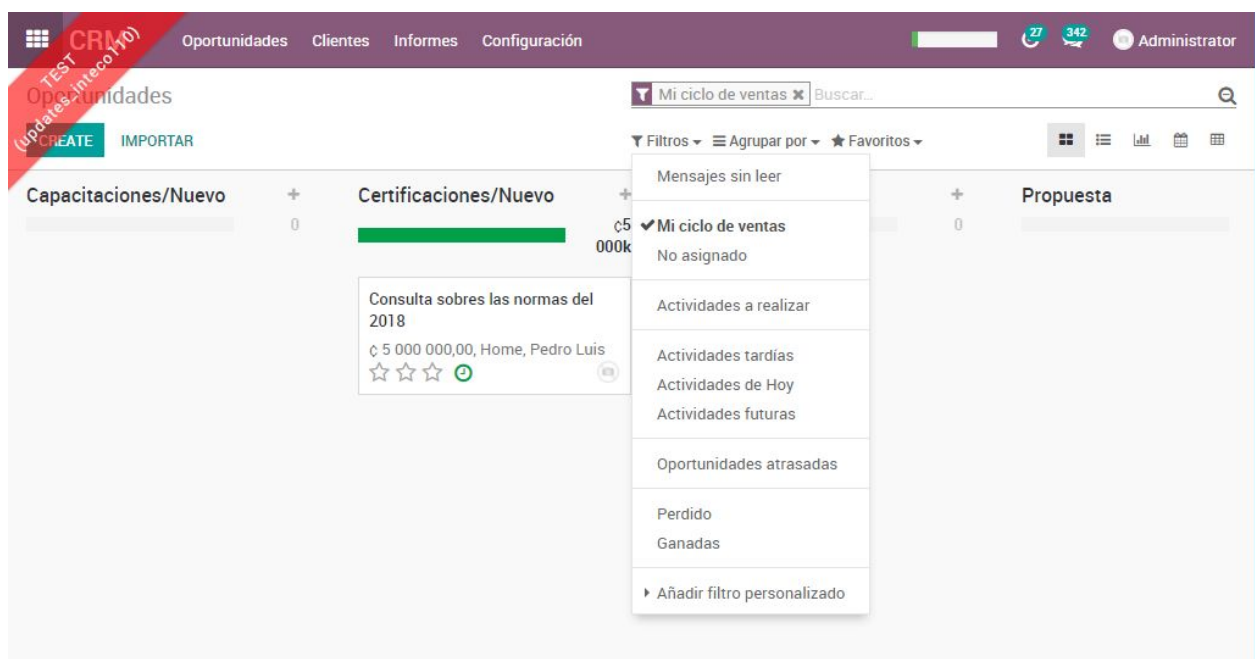 CRM Oportunidades Clientes Informes Configuración 27 342 Administrator
TEST
(updates_inteco110)
Oportunidades Mi ciclo de ventas ✖ Buscar...
CREATE IMPORTAR Filtros Agrupar por Favoritos
Capacitaciones/Nuevo + Certificaciones/Nuevo + + Propuesta
0 ₡5 0
000k
Consulta sobres las normas del
2018
₡ 5 000 000,00, Home, Pedro Luis
Mensajes sin leer
✔Mi ciclo de ventas
No asignado
Actividades a realizar
Actividades tardías
Actividades de Hoy
Actividades futuras
Oportunidades atrasadas
Perdido
Ganadas
Añadir filtro personalizado